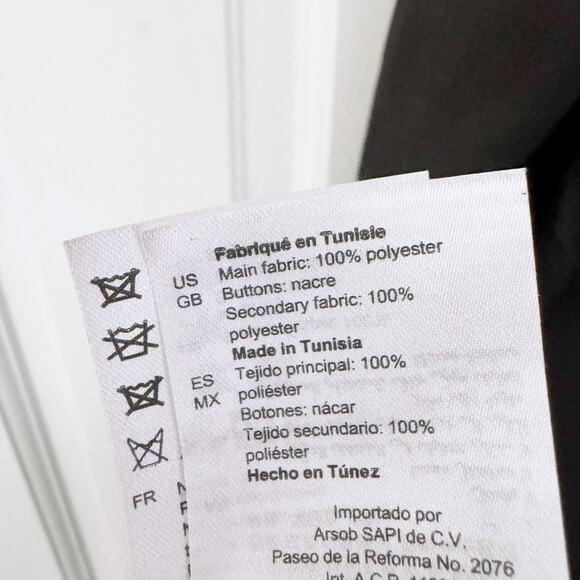 Fabriqué en Tunisie
US
GB
Main fabric: 100% polyester
Buttons: nacre
Secondary fabric: 100%
polyester
Made in Tunisia
ES
MX
Tejido principal: 100%
poliéster
Botones: nácar
Tejido secundario: 100%
poliéster
Hecho en Túnez
FR
Importado por
Arsob SAPI de C.V.
Paseo de la Reforma No. 2076
Int.